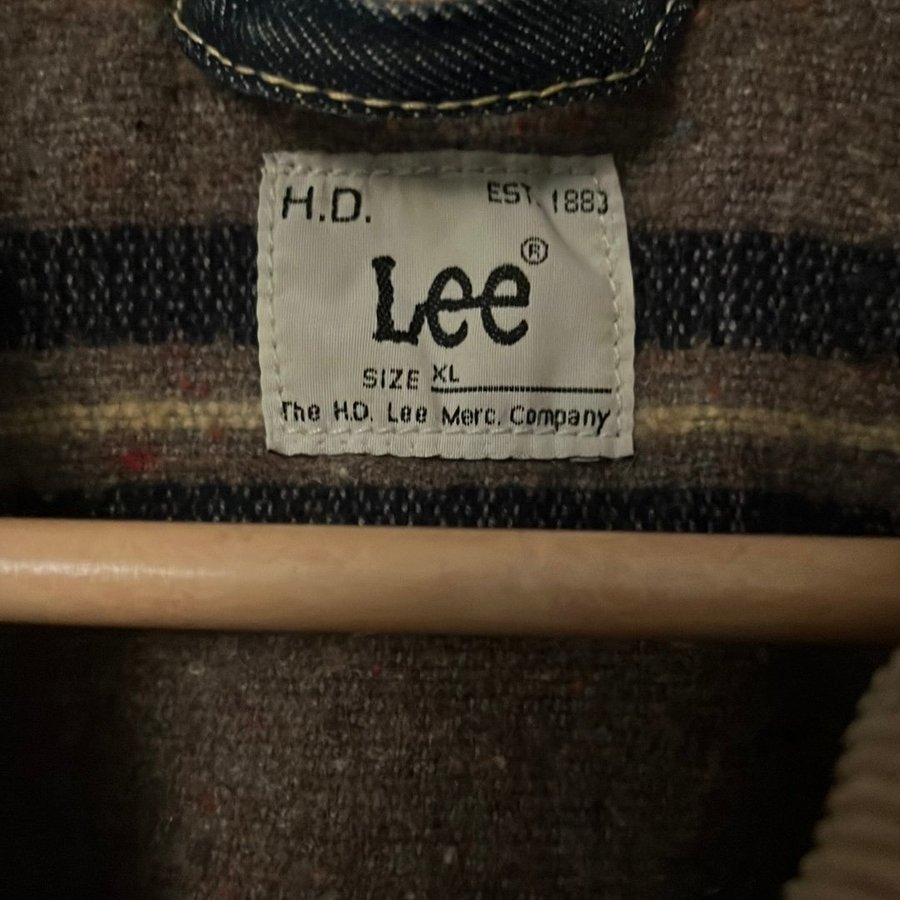 H.D. EST. 1883
Lee®
SIZE XL
The H.D. Lee Merc. Company